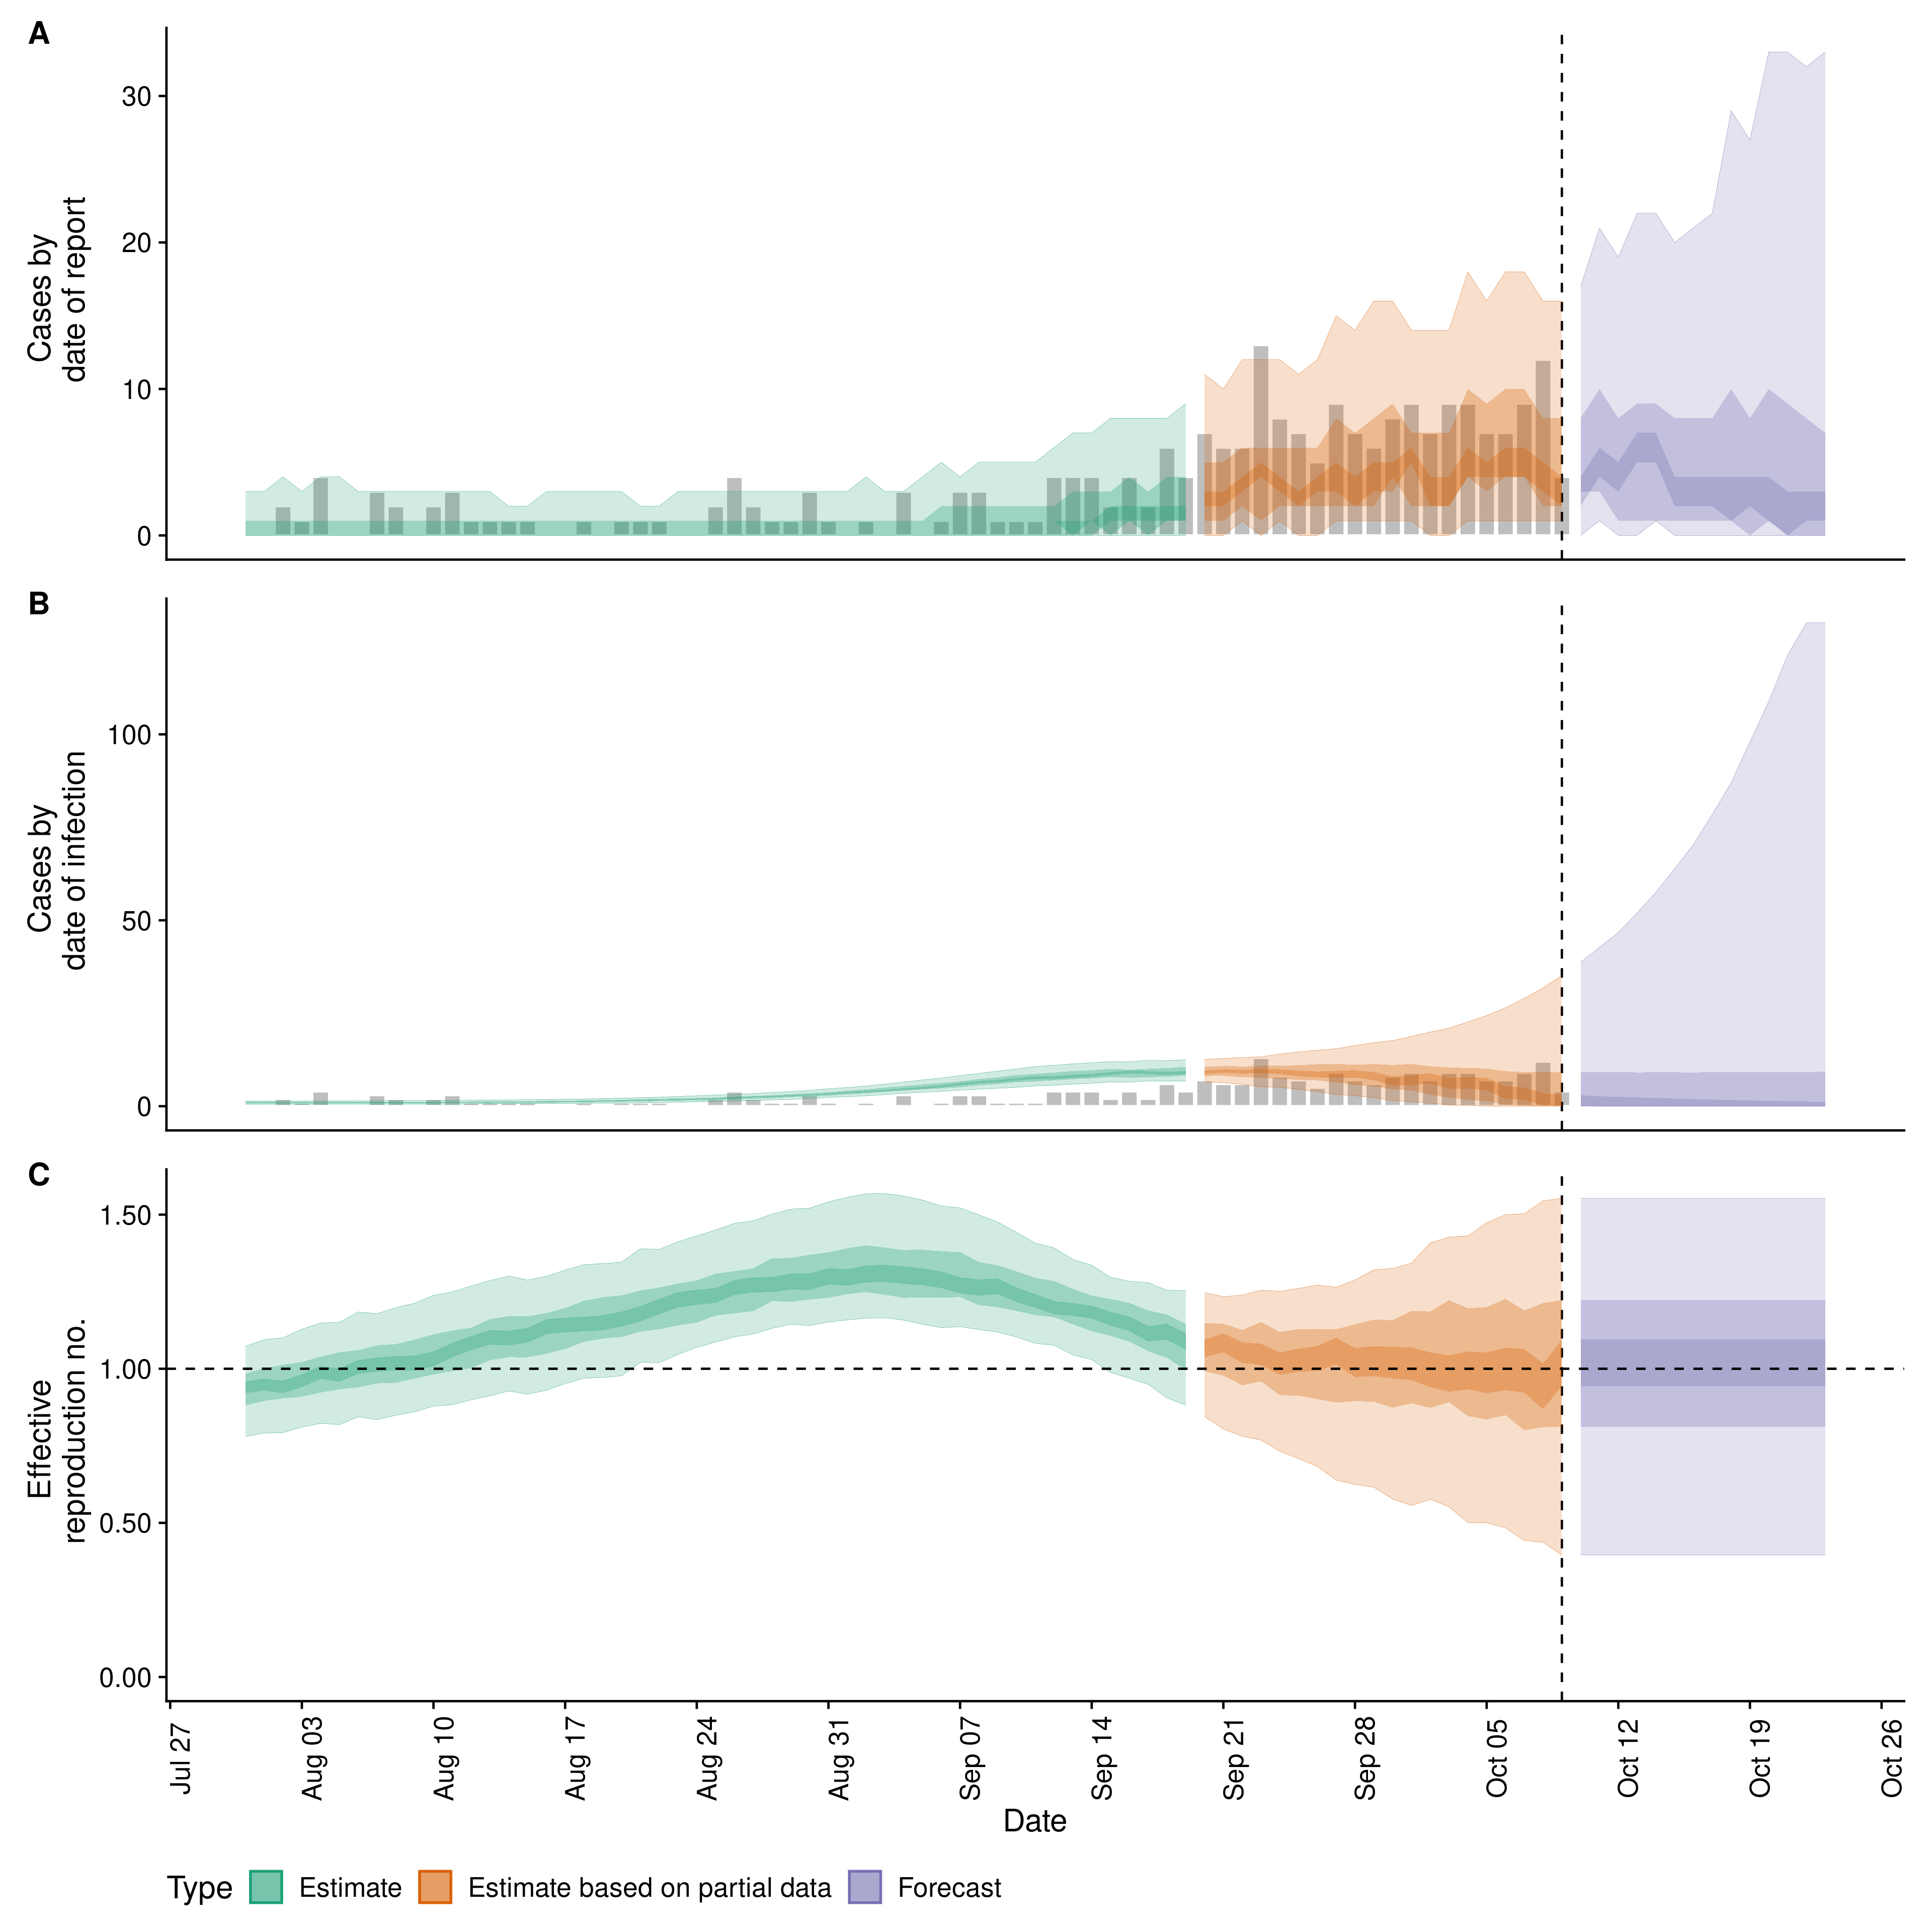 A
Cases by
date of report
30
20
10
0
B
Cases by
date of infection
100
50
0
C
Effective
reproduction no.
1.50
1.00
0.50
0.00
Jul 27
Aug 03
Aug 10
Aug 17
Aug 24
Aug 31
Sep 07
Sep 14
Sep 21
Sep 28
Oct 05
Oct 12
Oct 19
Oct 26
Date
Type Estimate Estimate based on partial data Forecast